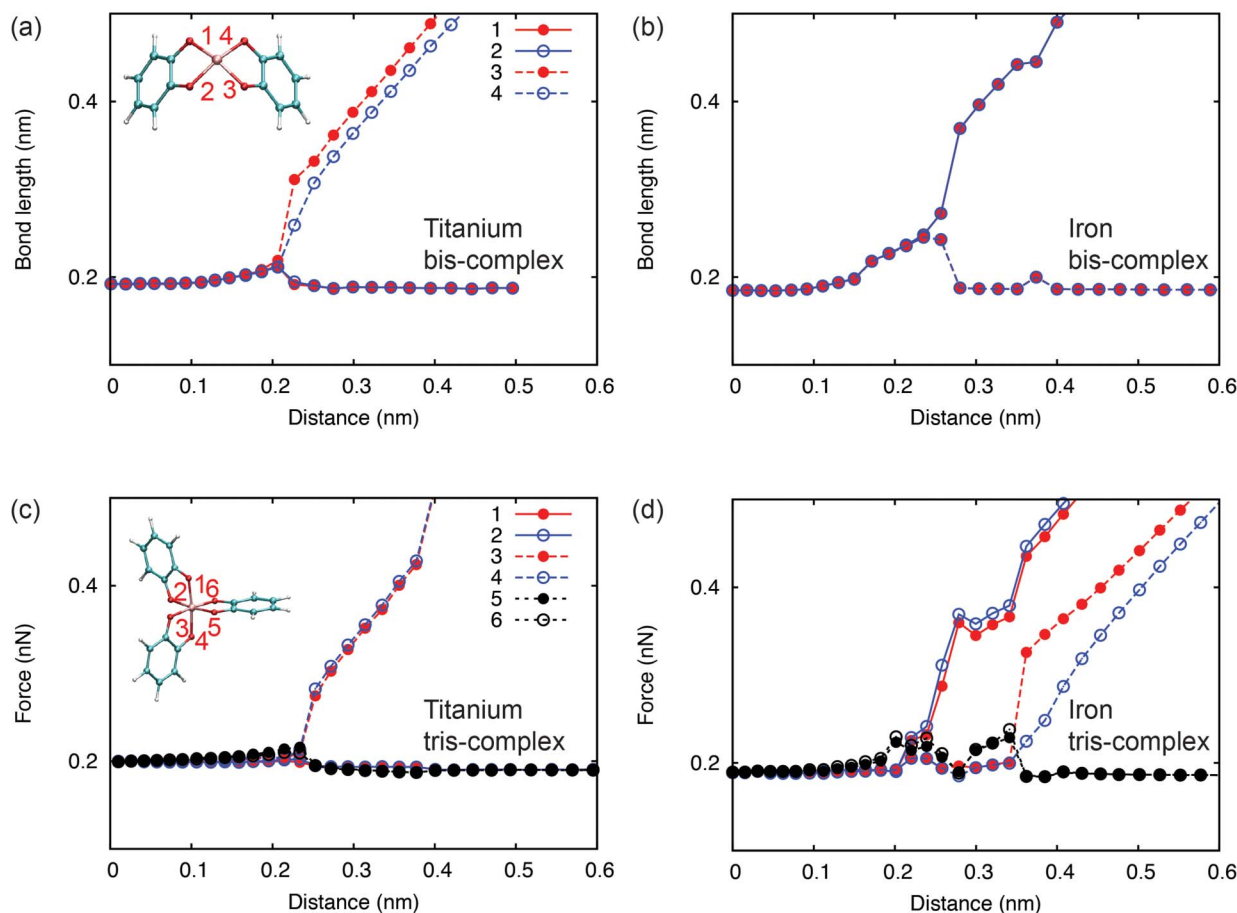 (a)
1 4
2 3
1
2
3
4
0.4
0.2
Bond length (nm)
Titanium
bis-complex
0 0.1 0.2 0.3 0.4 0.5 0.6
Distance (nm)
(b)
0.4
0.2
Bond length (nm)
Iron
bis-complex
0 0.1 0.2 0.3 0.4 0.5 0.6
Distance (nm)
(c)
1 6
2
3 5
4
1
2
3
4
5
6
0.4
0.2
Force (nN)
Titanium
tris-complex
0 0.1 0.2 0.3 0.4 0.5 0.6
Distance (nm)
(d)
0.4
0.2
Force (nN)
Iron
tris-complex
0 0.1 0.2 0.3 0.4 0.5 0.6
Distance (nm)